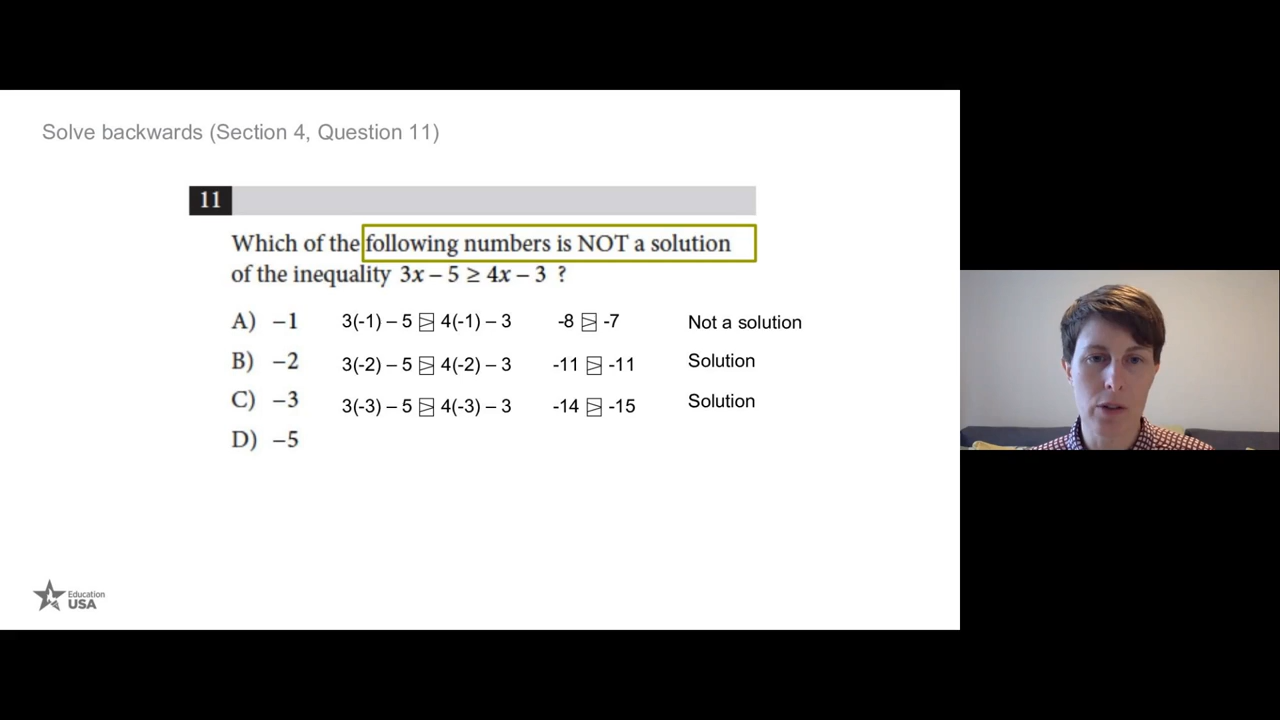 Solve backwards (Section 4, Question 11)
11
Which of the following numbers is NOT a solution
of the inequality 3x – 5 ≥ 4x – 3 ?
A) –1 3(-1) – 5 ≥ 4(-1) – 3 -8 ≥ -7 Not a solution
B) –2 3(-2) – 5 ≥ 4(-2) – 3 -11 ≥ -11 Solution
C) –3 3(-3) – 5 ≥ 4(-3) – 3 -14 ≥ -15 Solution
D) –5
Education
USA